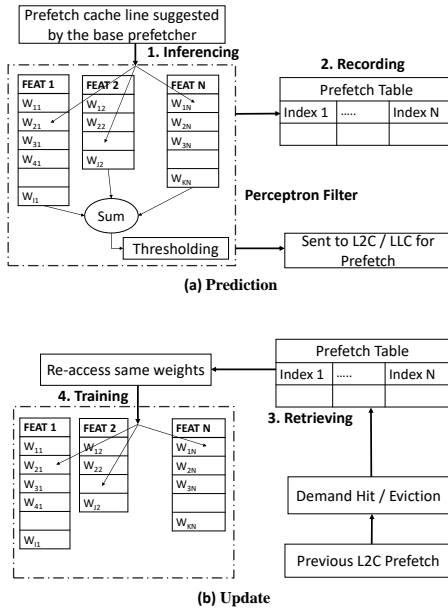 Prefetch cache line suggested
by the base prefetcher
1. Inferencing
2. Recording
FEAT 1
W11
W21
W31
W41
WI1
FEAT 2
W12
W22
WJ2
FEAT N
W1N
W2N
W3N
WKN
Prefetch Table
Index 1 ..... Index N
Perceptron Filter
Sum
Thresholding
Sent to L2C / LLC for
Prefetch
(a) Prediction
Re-access same weights
4. Training
Prefetch Table
Index 1 ..... Index N
3. Retrieving
FEAT 1
W11
W21
W31
W41
WI1
FEAT 2
W12
W22
WJ2
FEAT N
W1N
W2N
W3N
WKN
Demand Hit / Eviction
Previous L2C Prefetch
(b) Update